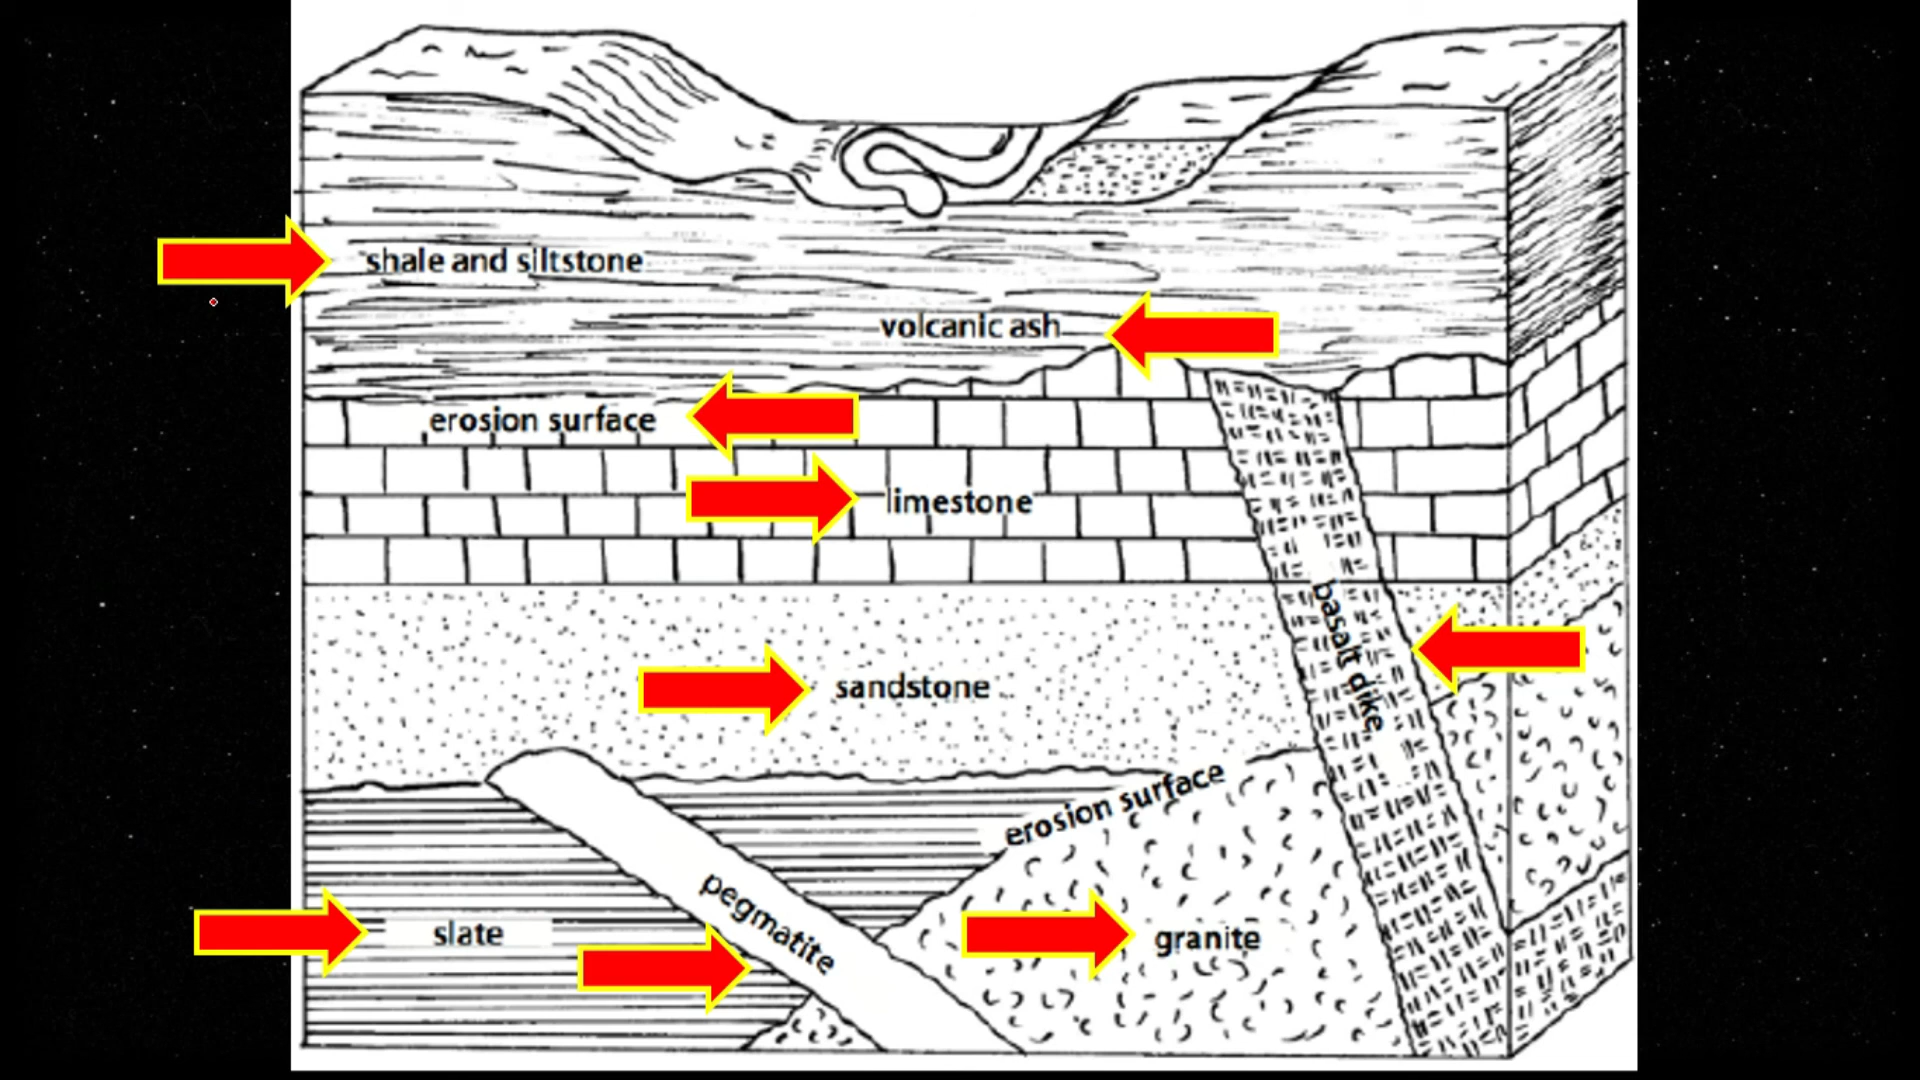 shale and siltstone
volcanic ash
erosion surface
limestone
basalt dike
sandstone
erosion surface
pegmatite
slate
granite